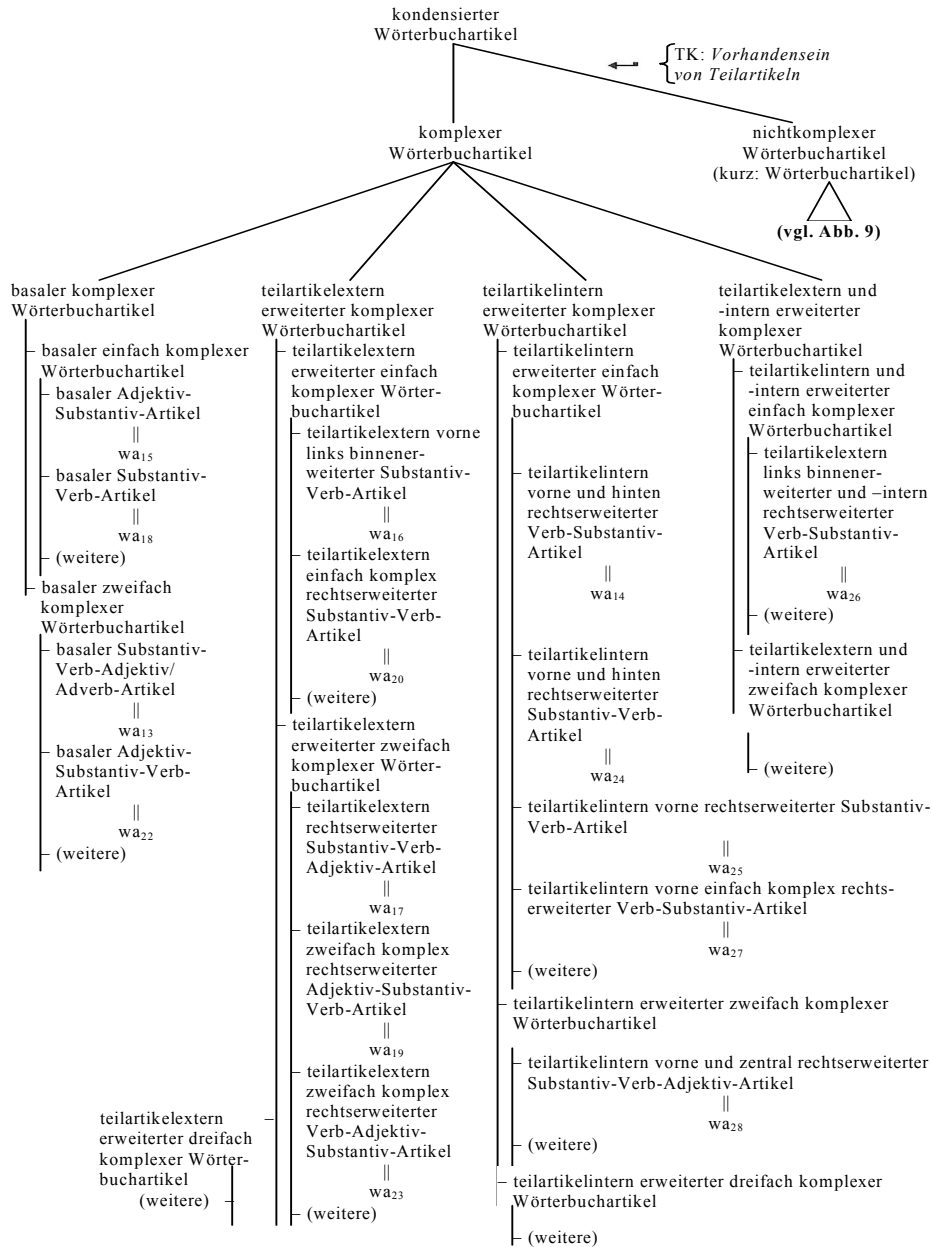 kondensierter
Wörterbuchartikel
TK: Vorhandensein
von Teilartikeln
komplexer
Wörterbuchartikel
nichtkomplexer
Wörterbuchartikel
(kurz: Wörterbuchartikel)
(vgl. Abb. 9)
basaler komplexer
Wörterbuchartikel
basaler einfach komplexer
Wörterbuchartikel
basaler Adjektiv-
Substantiv-Artikel
||
wa15
basaler Substantiv-
Verb-Artikel
||
wa18
(weitere)
basaler zweifach
komplexer
Wörterbuchartikel
basaler Substantiv-
Verb-Adjektiv/
Adverb-Artikel
||
wa13
basaler Adjektiv-
Substantiv-Verb-
Artikel
||
wa22
(weitere)
teilartikelextern
erweiterter komplexer
Wörterbuchartikel
teilartikelextern
erweiterter einfach
komplexer Wörter-
buchartikel
teilartikelextern vorne
links binnener-
weiterter Substantiv-
Verb-Artikel
||
wa16
teilartikelextern
einfach komplex
rechtserweiterter
Substantiv-Verb-
Artikel
||
wa20
(weitere)
teilartikelextern
erweiterter zweifach
komplexer Wörter-
buchartikel
teilartikelextern
rechtserweiterter
Substantiv-Verb-
Adjektiv-Artikel
||
wa17
teilartikelextern
zweifach komplex
rechtserweiterter
Adjektiv-Substantiv-
Verb-Artikel
||
wa19
teilartikelextern
zweifach komplex
rechtserweiterter
Verb-Adjektiv-
Substantiv-Artikel
||
wa23
(weitere)
teilartikelextern
erweiterter dreifach
komplexer Wörter-
buchartikel
(weitere)
teilartikelintern
erweiterter komplexer
Wörterbuchartikel
teilartikelintern
erweiterter einfach
komplexer Wörter-
buchartikel
teilartikelintern
vorne und hinten
rechtserweiterter
Verb-Substantiv-
Artikel
||
wa14
teilartikelintern
vorne und hinten
rechtserweiterter
Substantiv-Verb-
Artikel
||
wa24
teilartikelintern vorne rechtserweiterter Substantiv-
Verb-Artikel
||
wa25
teilartikelintern vorne einfach komplex rechts-
erweiterter Verb-Substantiv-Artikel
||
wa27
(weitere)
teilartikelintern erweiterter zweifach komplexer
Wörterbuchartikel
teilartikelintern vorne und zentral rechtserweiterter
Substantiv-Verb-Adjektiv-Artikel
||
wa28
(weitere)
teilartikelintern erweiterter dreifach komplexer
Wörterbuchartikel
(weitere)
teilartikelextern und
-intern erweiterter
komplexer
Wörterbuchartikel
teilartikelintern und
-intern erweiterter
einfach komplexer
Wörterbuchartikel
teilartikelextern
links binnener-
weiterter und –intern
rechtserweiterter
Verb-Substantiv-
Artikel
||
wa26
(weitere)
teilartikelextern und
-intern erweiterter
zweifach komplexer
Wörterbuchartikel
(weitere)